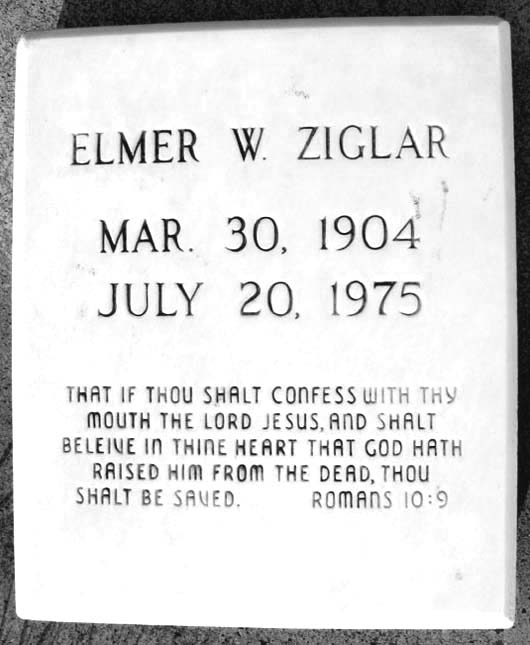 ELMER W. ZIGLAR
MAR. 30, 1904
JULY 20, 1975
THAT IF THOU SHALT CONFESS WITH THY
MOUTH THE LORD JESUS, AND SHALT
BELEIVE IN THINE HEART THAT GOD HATH
RAISED HIM FROM THE DEAD, THOU
SHALT BE SAVED. ROMANS 10:9